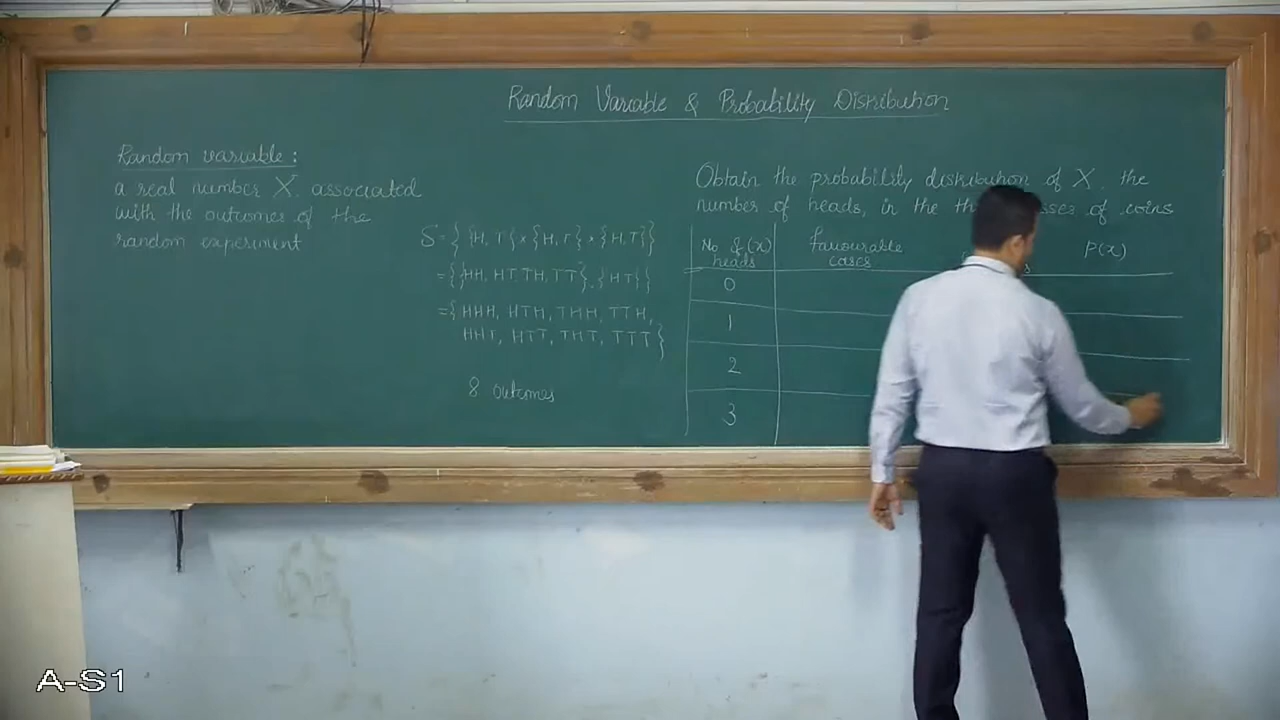 Random Variable & Probability Distribution
Random variable:
a real number X, associated
with the outcomes of the
random experiment
S = { {H, T} × {H, T} × {H, T} }
= { {HH, HT, TH, TT}, {H T} }
= { HHH, HTH, THH, TTH,
HHT, HTT, THT, TTT }
8 outcomes
Obtain the probability distribution of X, the
number of heads, in the of coins
No. of (x) heads favourable cases P(x)
0
1
2
3
A-S1